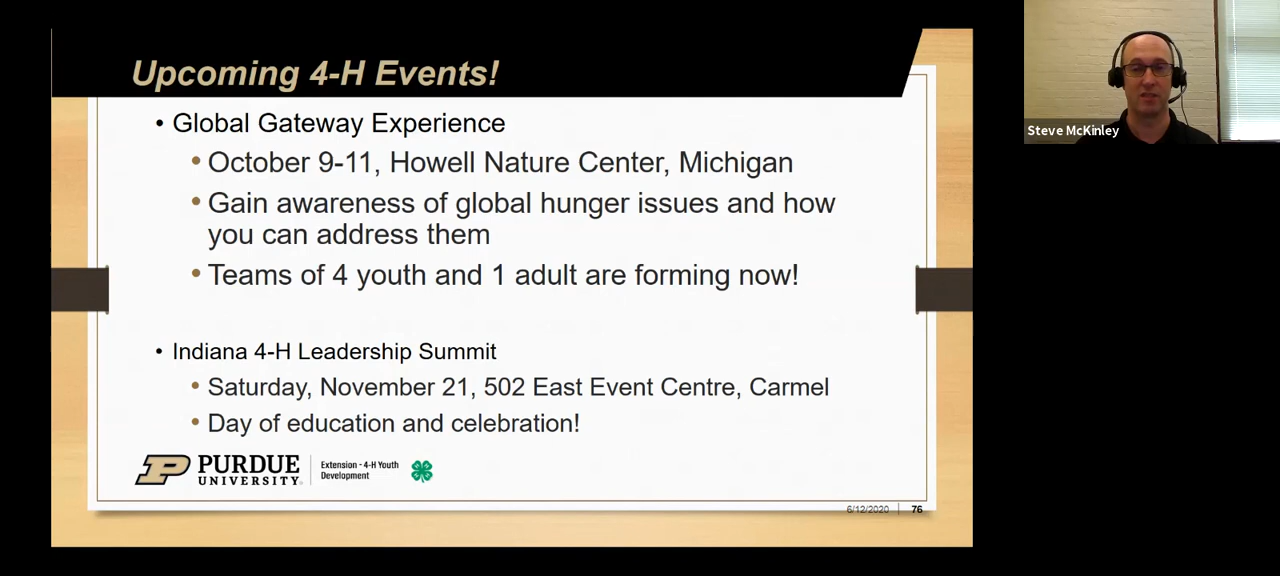 Upcoming 4-H Events!
• Global Gateway Experience
• October 9-11, Howell Nature Center, Michigan
• Gain awareness of global hunger issues and how
you can address them
• Teams of 4 youth and 1 adult are forming now!
• Indiana 4-H Leadership Summit
• Saturday, November 21, 502 East Event Centre, Carmel
• Day of education and celebration!
PURDUE
UNIVERSITY®
Extension - 4-H Youth
Development
6/12/2020 | 76
Steve McKinley